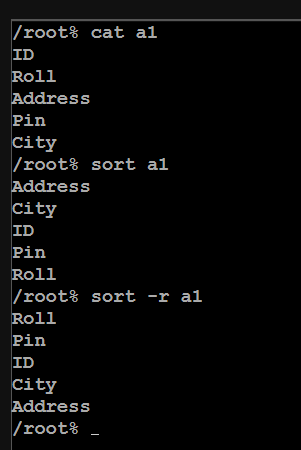 /root% cat a1
ID
Roll
Address
Pin
City
/root% sort a1
Address
City
ID
Pin
Roll
/root% sort -r a1
Roll
Pin
ID
City
Address
/root% _